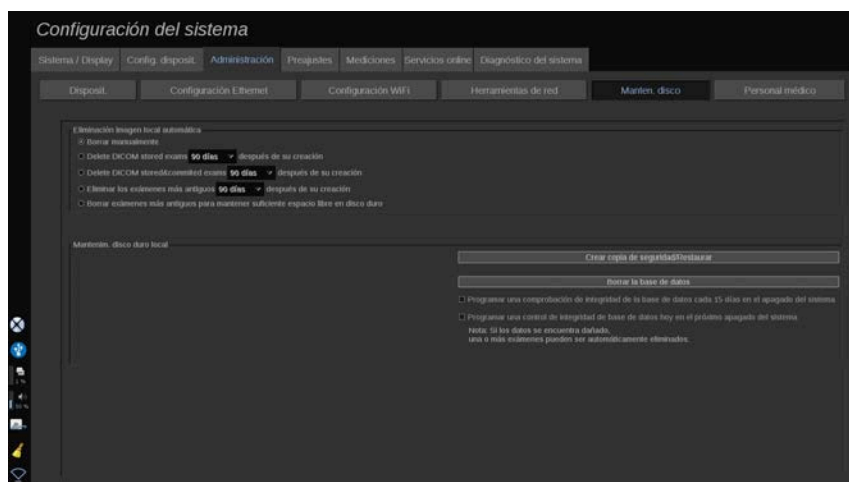 Configuración del sistema
Sistema / Display Config. disposit. Administración Preajustes Mediciones Servicios online Diagnóstico del sistema
Disposit. Configuración Ethernet Configuración WiFi Herramientas de red Manten. disco Personal médico
Eliminación imagen local automática
Borrar manualmente
Delete DICOM stored exams 90 días después de su creación
Delete DICOM stored&commited exams 90 días después de su creación
Eliminar los exámenes más antiguos 90 días después de su creación
Borrar exámenes más antiguos para mantener suficiente espacio libre en disco duro
Mantenim. disco duro local
Crear copia de seguridad/Restaurar
Borrar la base de datos
Programar una comprobación de integridad de la base de datos cada 15 días en el apagado del sistema
Programar una control de integridad de base de datos hoy en el próximo apagado del sistema
Nota: Si los datos se encuentra dañado,
una o más exámenes pueden ser automáticamente eliminados.
1 %
50 %